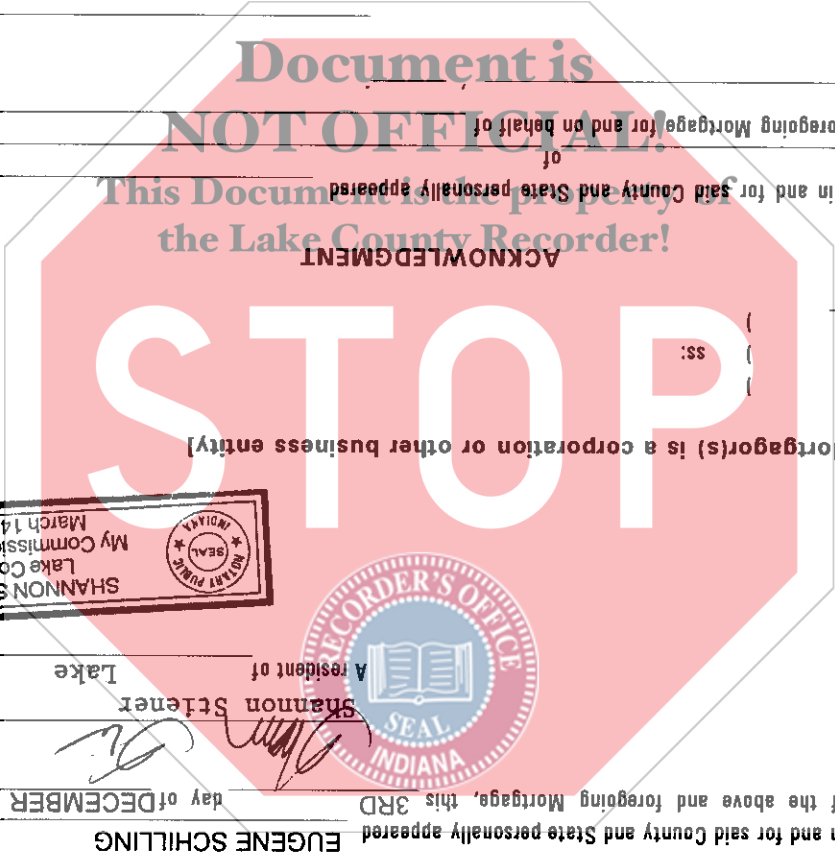 Document is
NOT OFFICIAL!
This Document is the property of
the Lake County Recorder!
STOP
RECORDER'S OFFICE
SEAL
INDIANA
n and for said County and State personally appeared EUGENE SCHILLING
f the above and foregoing Mortgage, this 3RD day of DECEMBER
Shannon Stiener
A resident of Lake
NOTARY PUBLIC
SEAL
INDIANA
SHANNON S
Lake Co
My Commissi
March 14
ortgagor(s) is a corporation or other business entity]
)
) ss:
)
ACKNOWLEDGMENT
in and for said County and State personally appeared
of
oregoing Mortgage for and on behalf of